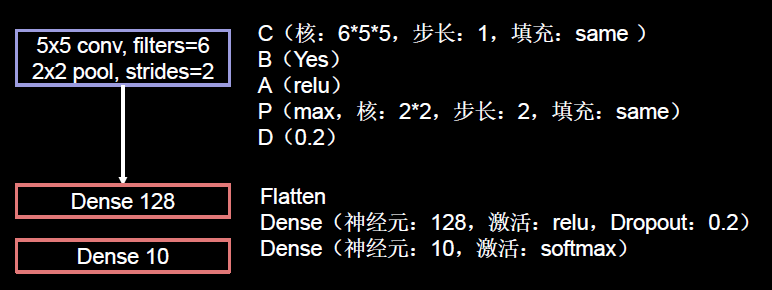 5x5 conv, filters=6
2x2 pool, strides=2
C（核：6*5*5，步长：1，填充：same ）
B（Yes）
A（relu）
P（max，核：2*2，步长：2，填充：same）
D（0.2）
Dense 128
Dense 10
Flatten
Dense（神经元：128，激活：relu，Dropout：0.2）
Dense（神经元：10，激活：softmax）